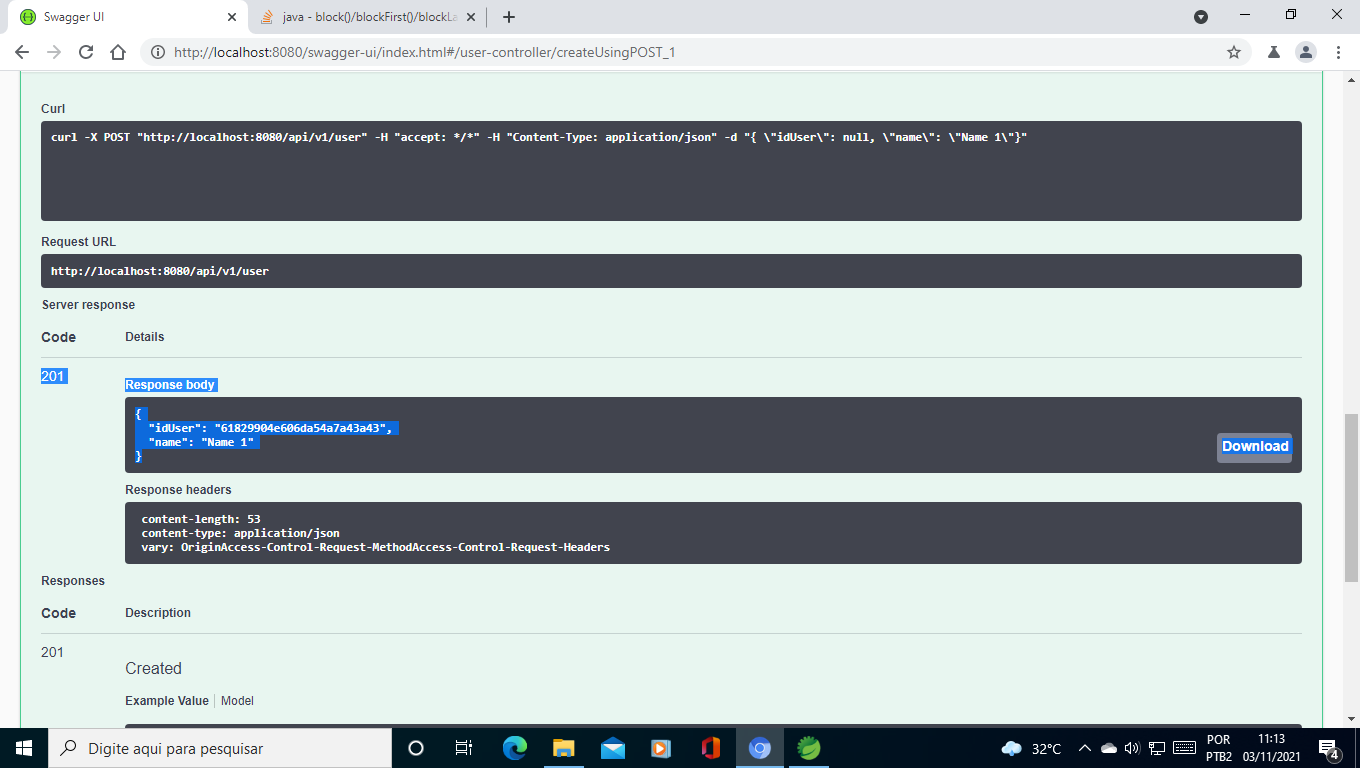 Swagger UI
java - block()/blockFirst()/blockLa
http://localhost:8080/swagger-ui/index.html#/user-controller/createUsingPOST_1
Curl
curl -X POST "http://localhost:8080/api/v1/user" -H "accept: */*" -H "Content-Type: application/json" -d "{ \"idUser\": null, \"name\": \"Name 1\"}"
Request URL
http://localhost:8080/api/v1/user
Server response
Code Details
201
Response body
{
"idUser": "61829904e606da54a7a43a43",
"name": "Name 1"
}
Download
Response headers
content-length: 53
content-type: application/json
vary: OriginAccess-Control-Request-MethodAccess-Control-Request-Headers
Responses
Code Description
201
Created
Example Value Model
Digite aqui para pesquisar
32°C
POR
PTB2
11:13
03/11/2021
4